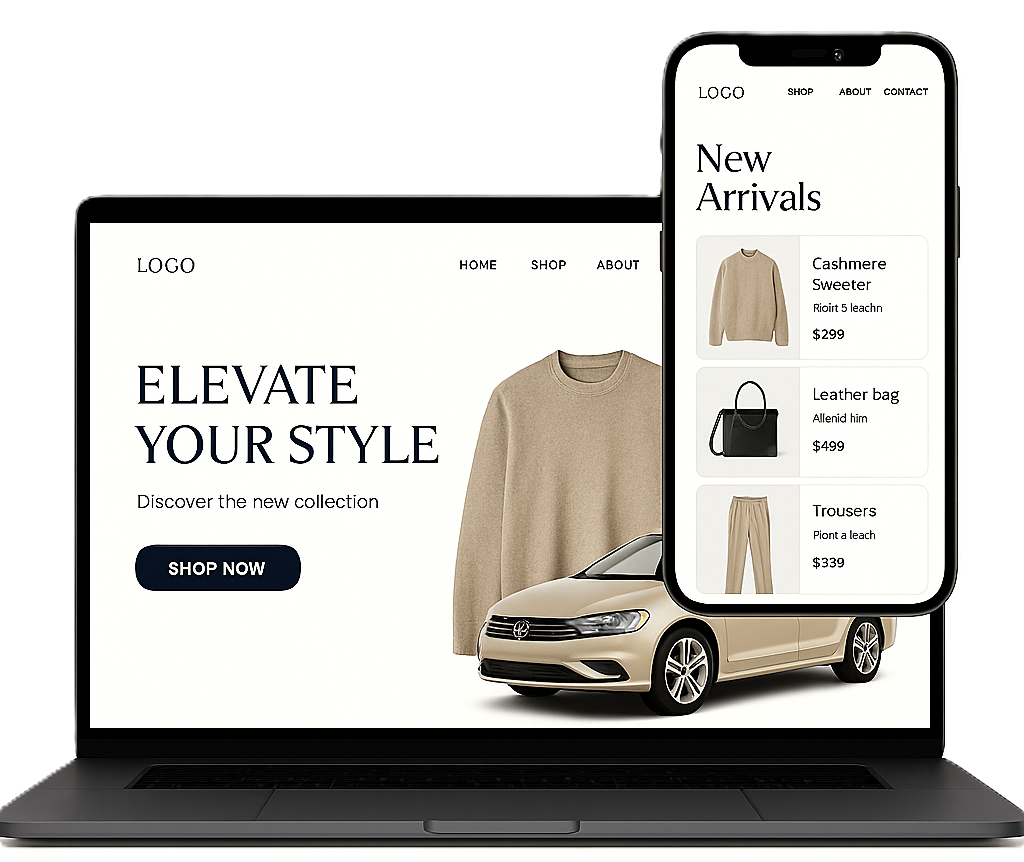 LOGO
HOME SHOP ABOUT
ELEVATE
YOUR STYLE
Discover the new collection
SHOP NOW
LOGO
SHOP ABOUT CONTACT
New
Arrivals
Cashmere
Sweeter
Rioirt 5 leachn
$299
Leather bag
Allenid him
$499
Trousers
Piont a leach
$339